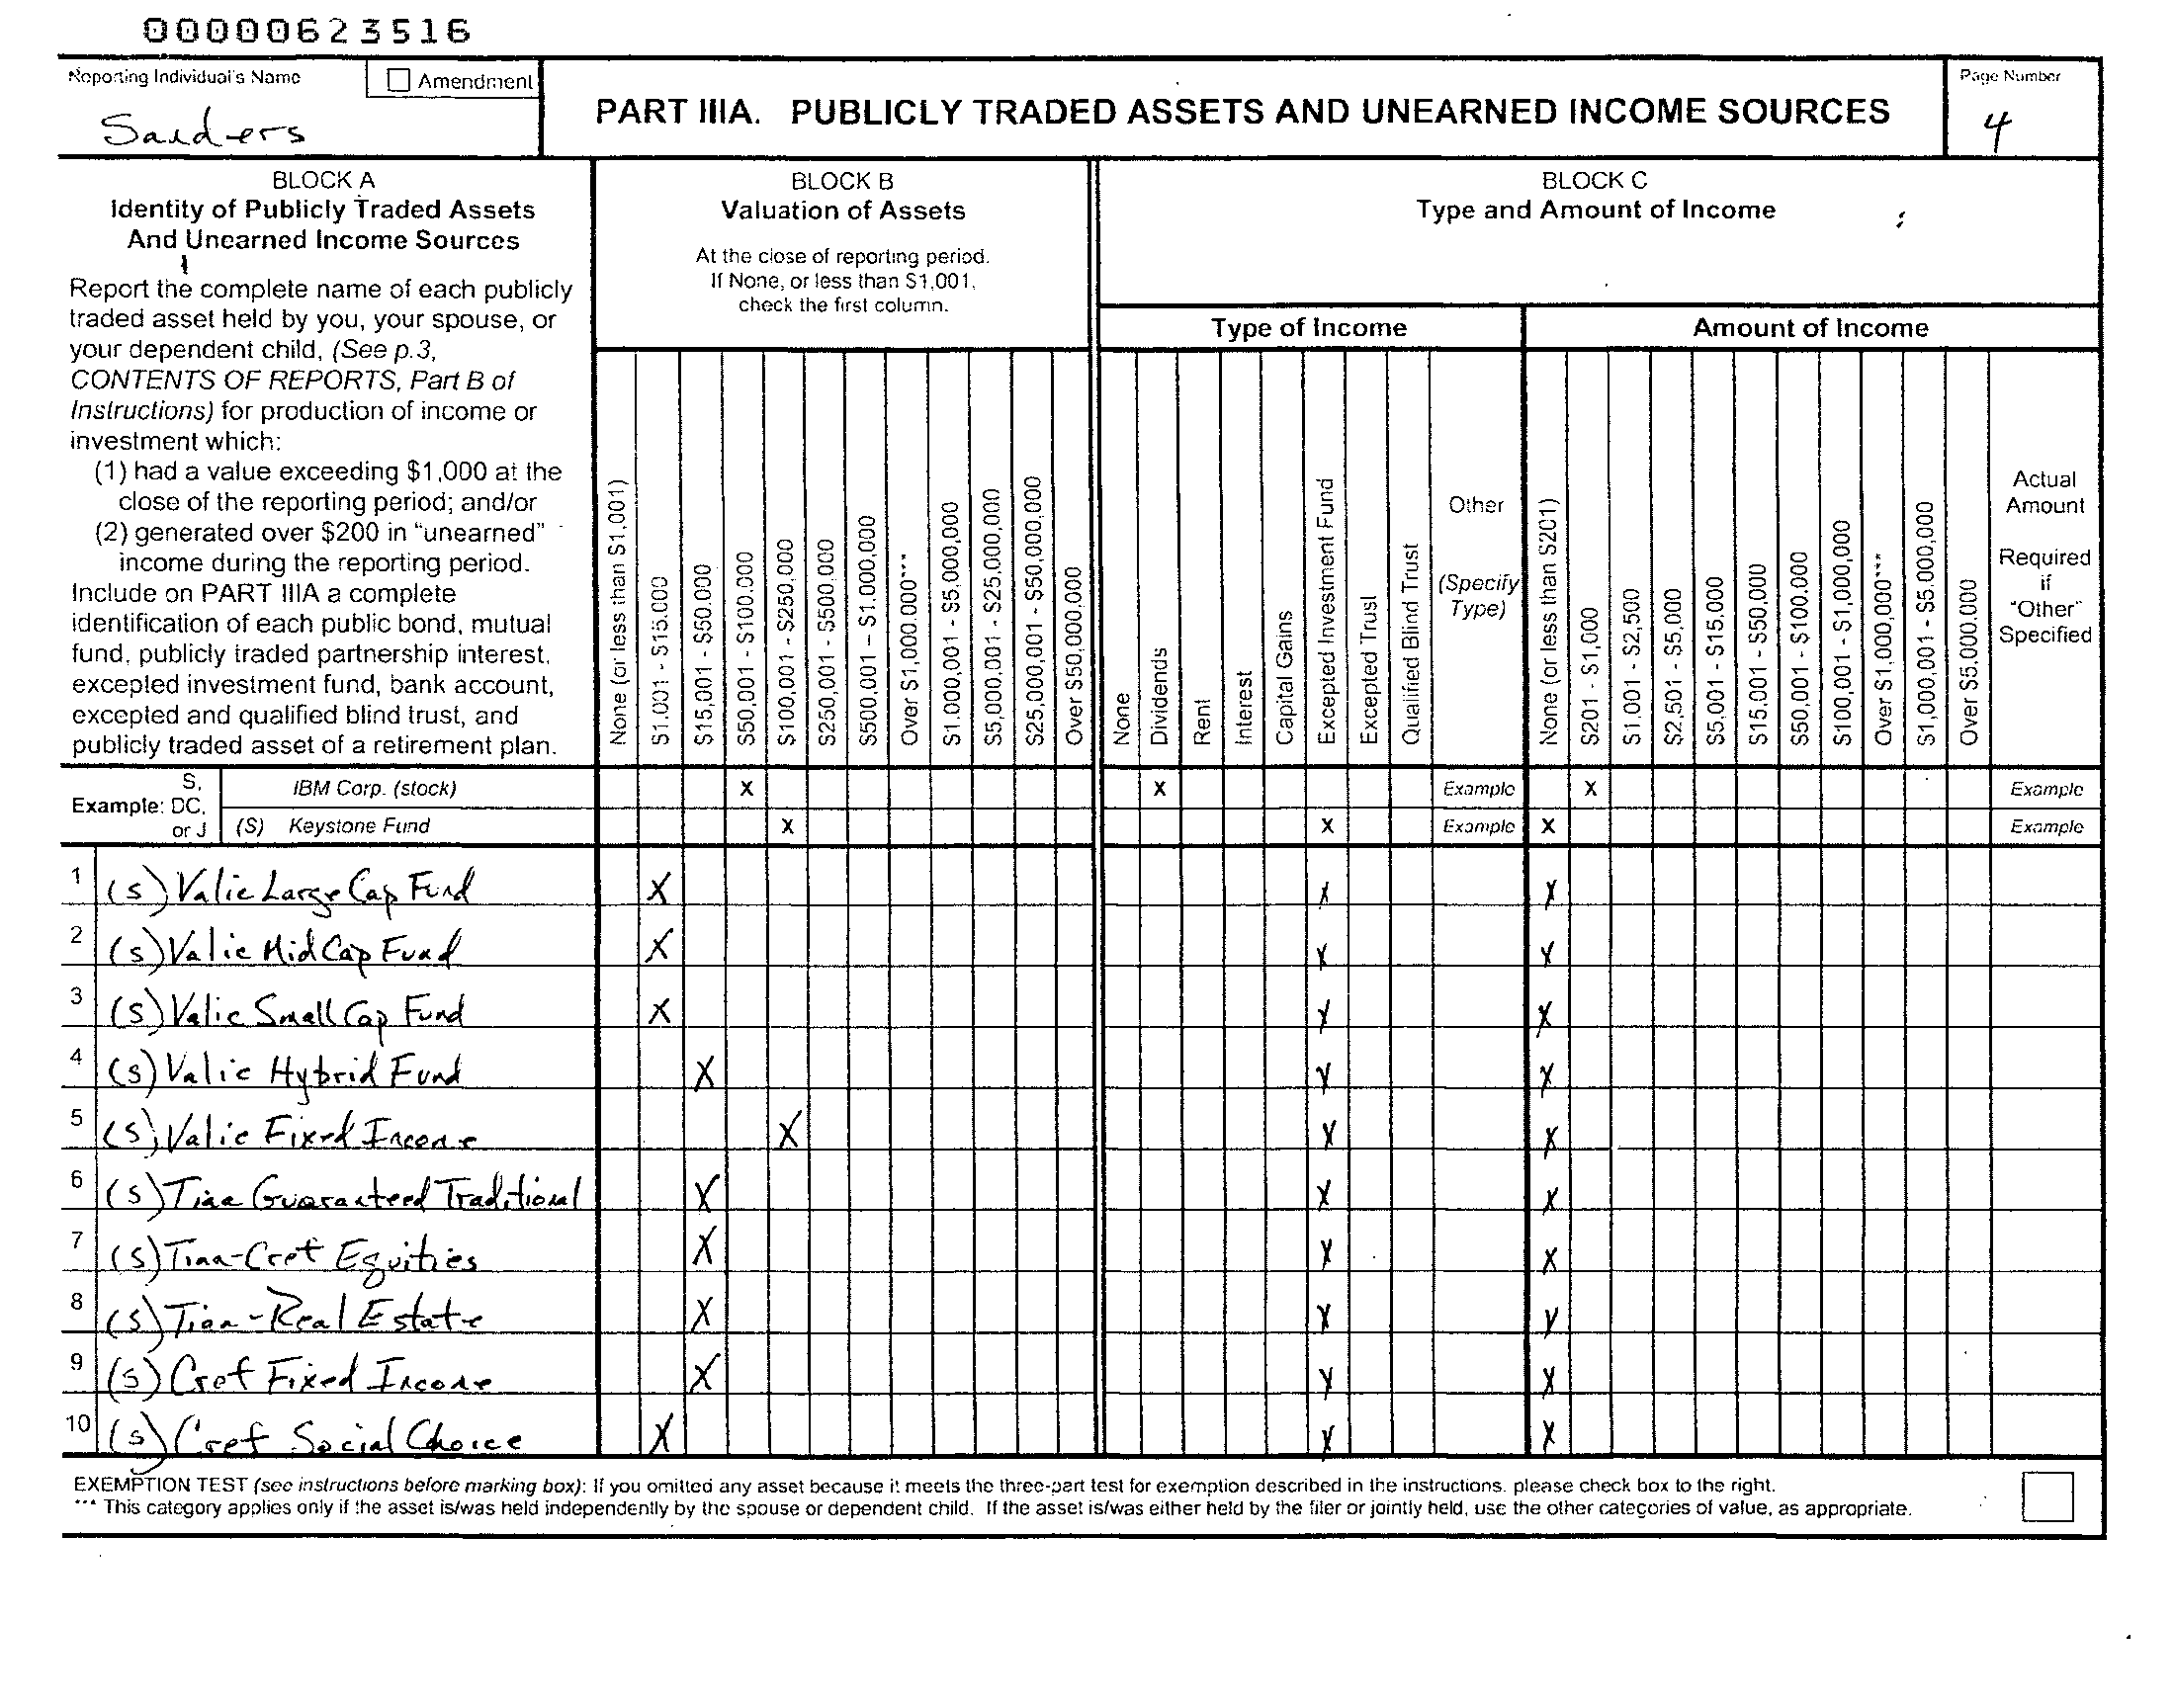 00000623516
Reporting Individual's Name
Amendment
Sanders
PART IIIA. PUBLICLY TRADED ASSETS AND UNEARNED INCOME SOURCES
Page Number
4
BLOCK A
Identity of Publicly Traded Assets
And Unearned Income Sources
Report the complete name of each publicly
traded asset held by you, your spouse, or
your dependent child, (See p.3,
CONTENTS OF REPORTS, Part B of
Instructions) for production of income or
investment which:
(1) had a value exceeding $1,000 at the
close of the reporting period; and/or
(2) generated over $200 in "unearned"
income during the reporting period.
Include on PART IIIA a complete
identification of each public bond, mutual
fund, publicly traded partnership interest,
excepted investment fund, bank account,
excepted and qualified blind trust, and
publicly traded asset of a retirement plan.
BLOCK B
Valuation of Assets
At the close of reporting period.
If None, or less than $1,001,
check the first column.
None (or less than $1,001)
$1,001 - $15,000
$15,001 - $50,000
$50,001 - $100,000
$100,001 - $250,000
$250,001 - $500,000
$500,001 – $1,000,000
Over $1,000,000***
$1,000,001 - $5,000,000
$5,000,001 - $25,000,000
$25,000,001 - $50,000,000
Over $50,000,000
BLOCK C
Type and Amount of Income
Type of Income
None
Dividends
Rent
Interest
Capital Gains
Excepted Investment Fund
Excepted Trust
Qualified Blind Trust
Other
(Specify
Type)
Amount of Income
None (or less than $201)
$201 - $1,000
$1,001 - $2,500
$2,501 - $5,000
$5,001 - $15,000
$15,001 - $50,000
$50,001 - $100,000
$100,001 - $1,000,000
Over $1,000,000***
$1,000,001 - $5,000,000
Over $5,000,000
Actual
Amount
Required
if
"Other"
Specified
Example: S, DC, or J
IBM Corp. (stock) X X Example X Example
(S) Keystone Fund X X Example X Example
1 (S) Valic Large Cap Fund X X X
2 (S) Valic Mid Cap Fund X X X
3 (S) Valic Small Cap Fund X X X
4 (S) Valic Hybrid Fund X X X
5 (S) Valic Fixed Income X X X
6 (S) Tiaa Guaranteed Traditional X X X
7 (S) Tiaa-Cref Equities X X X
8 (S) Tiaa-Real Estate X X X
9 (S) Cref Fixed Income X X X
10 (S) Cref Social Choice X X X
EXEMPTION TEST (see instructions before marking box): If you omitted any asset because it meets the three-part test for exemption described in the instructions, please check box to the right.
*** This category applies only if the asset is/was held independently by the spouse or dependent child. If the asset is/was either held by the filer or jointly held, use the other categories of value, as appropriate.